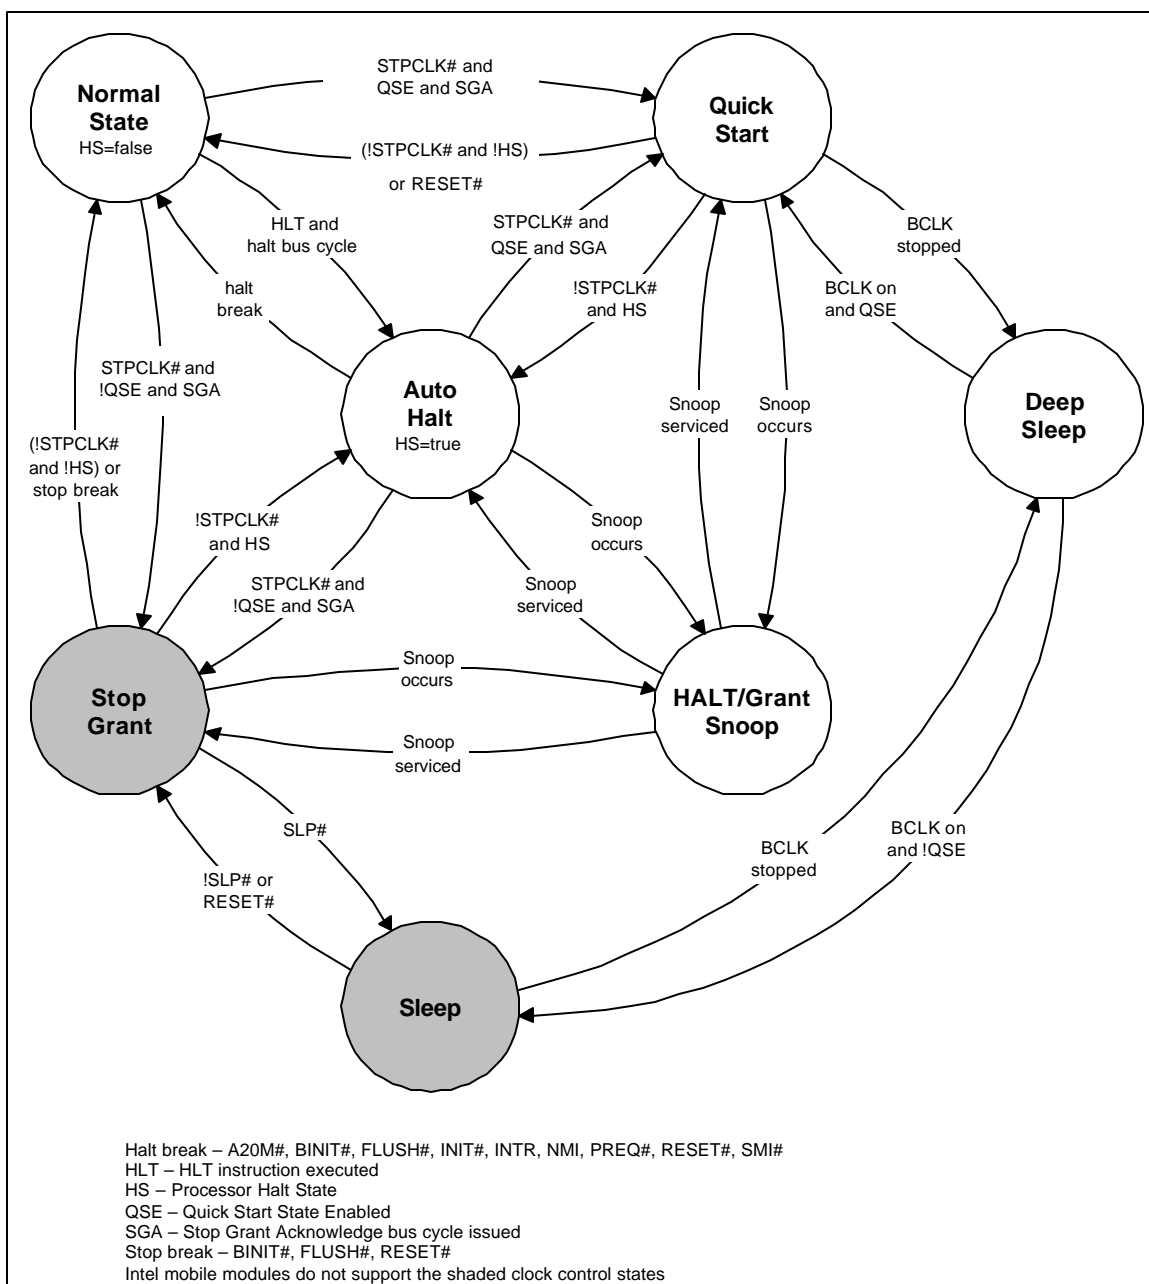 Normal
State
HS=false
STPCLK# and
QSE and SGA
Quick
Start
(!STPCLK# and !HS)
or RESET#
HLT and
halt bus cycle
STPCLK# and
QSE and SGA
BCLK
stopped
halt
break
!STPCLK#
and HS
BCLK on
and QSE
STPCLK# and
!QSE and SGA
Auto
Halt
HS=true
Snoop
serviced
Snoop
occurs
Deep
Sleep
(!STPCLK#
and !HS) or
stop break
!STPCLK#
and HS
Snoop
occurs
STPCLK# and
!QSE and SGA
Snoop
serviced
Stop
Grant
Snoop
occurs
HALT/Grant
Snoop
Snoop
serviced
SLP#
BCLK
stopped
BCLK on
and !QSE
!SLP# or
RESET#
Sleep
Halt break – A20M#, BINIT#, FLUSH#, INIT#, INTR, NMI, PREQ#, RESET#, SMI#
HLT – HLT instruction executed
HS – Processor Halt State
QSE – Quick Start State Enabled
SGA – Stop Grant Acknowledge bus cycle issued
Stop break – BINIT#, FLUSH#, RESET#
Intel mobile modules do not support the shaded clock control states